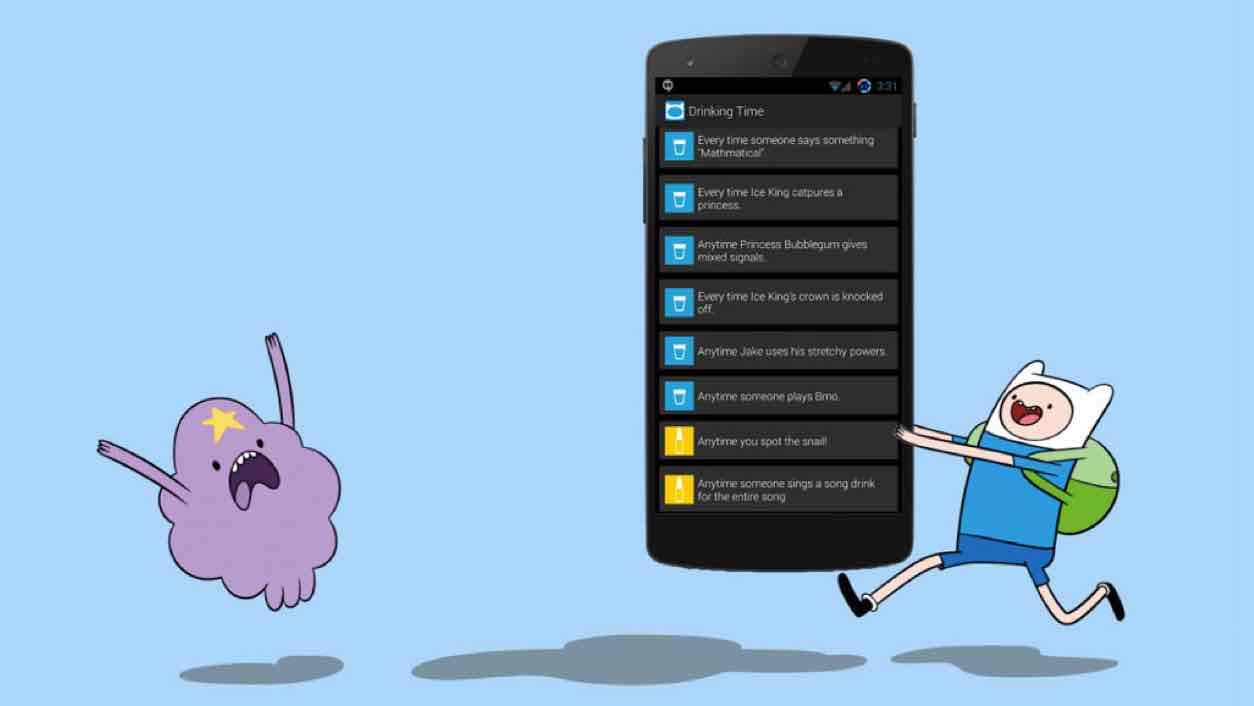 3:31
Drinking Time
Every time someone says something
"Mathmatical".
Every time Ice King catpures a
princess.
Anytime Princess Bubblegum gives
mixed signals.
Every time Ice King's crown is knocked
off.
Anytime Jake uses his stretchy powers.
Anytime someone plays Bmo.
Anytime you spot the snail!
Anytime someone sings a song drink
for the entire song